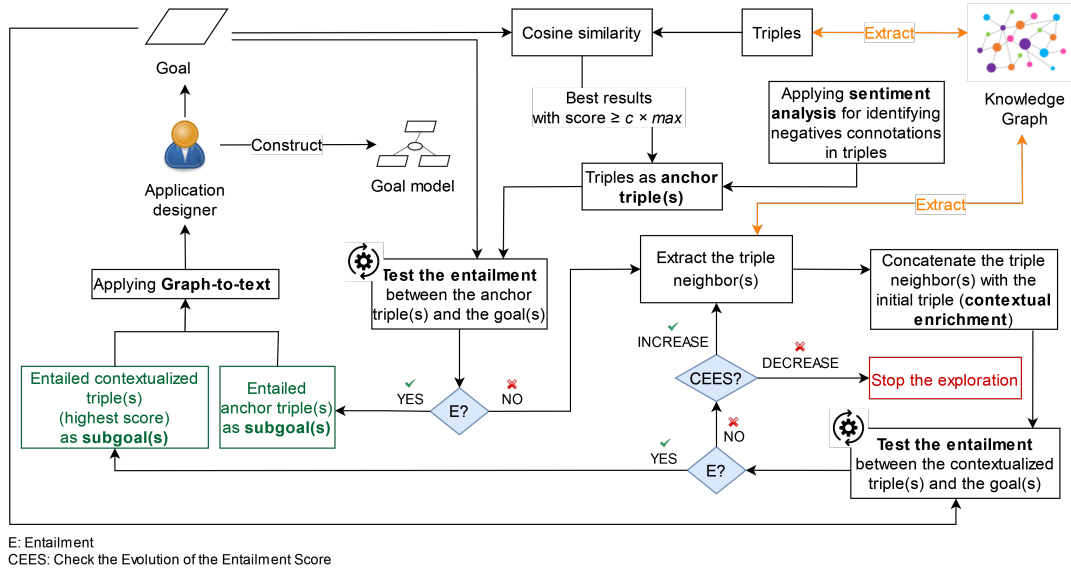 Goal
Cosine similarity
Triples
Extract
Knowledge
Graph
Best results
with score ≥ c × max
Applying sentiment
analysis for identifying
negatives connotations
in triples
Construct
Goal model
Application
designer
Triples as anchor
triple(s)
Extract
Applying Graph-to-text
Test the entailment
between the anchor
triple(s) and the goal(s)
Extract the triple
neighbor(s)
Concatenate the triple
neighbor(s) with the
initial triple (contextual
enrichment)
INCREASE
DECREASE
CEES?
Stop the exploration
Entailed contextualized
triple(s)
(highest score)
as subgoal(s)
Entailed
anchor triple(s)
as subgoal(s)
YES
E?
NO
NO
YES
E?
Test the entailment
between the contextualized
triple(s) and the goal(s)
E: Entailment
CEES: Check the Evolution of the Entailment Score